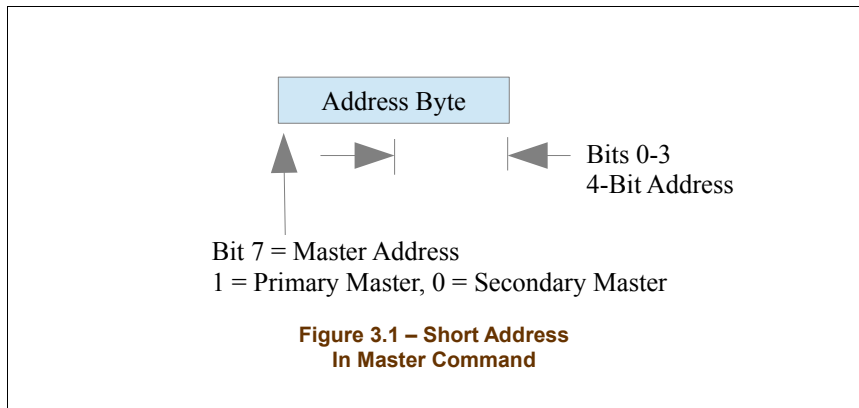 Address Byte
Bits 0-3
4-Bit Address
Bit 7 = Master Address
1 = Primary Master, 0 = Secondary Master
Figure 3.1 – Short Address
In Master Command